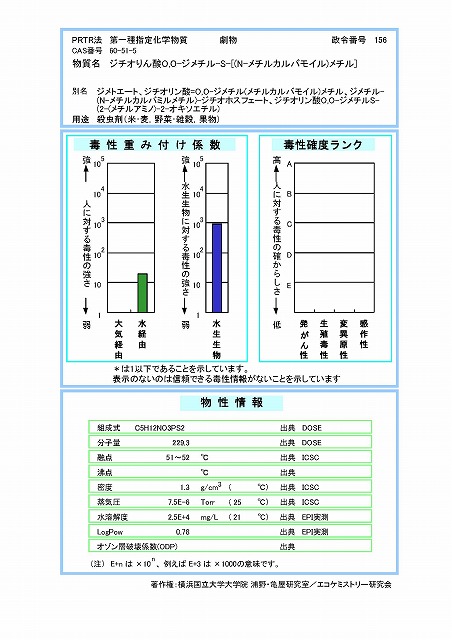 PRTR法 第一種指定化学物質 劇物 政令番号 156
CAS番号 60-51-5
物質名 ジチオりん酸O,O-ジメチル-S-[(N-メチルカルバモイル)メチル]
別名 ジメトエート、ジチオリン酸=O,O-ジメチル(メチルカルバモイル)メチル、ジメチル-
(N-メチルカルバミルメチル)-ジチオホスフェート、ジチオリン酸O,O-ジメチルS-
(2-(メチルアミノ)-2-オキソエチル)
用途 殺虫剤(米・麦, 野菜・雑穀, 果物)
毒性重み付け係数
強
人に対する毒性の強さ
弱
10^5
10^4
10^3
10^2
10
1
大気経由
水経由
強
水生生物に対する毒性の強さ
弱
10^5
10^4
10^3
10^2
10
1
水生生物
毒性確度ランク
高
人に対する毒性の確からしさ
低
A
B
C
D
E
発がん性
生殖毒性
変異原性
感作性
*は1以下であることを示しています。
表示のないのは信頼できる毒性情報がないことを示しています
物性情報
組成式 C5H12NO3PS2 出典 DOSE
分子量 229.3 出典 DOSE
融点 51～52 ℃ 出典 ICSC
沸点 ℃ 出典
密度 1.3 g/cm3 ( ℃) 出典 ICSC
蒸気圧 7.5E-6 Torr (25 ℃) 出典 ICSC
水溶解度 2.5E+4 mg/L (21 ℃) 出典 EPI実測
LogPow 0.78 出典 EPI実測
オゾン層破壊係数(ODP) 出典
(注) E+n は ×10^n、例えば E+3 は ×1000の意味です。
著作権:横浜国立大学大学院 浦野・亀屋研究室/エコケミストリー研究会